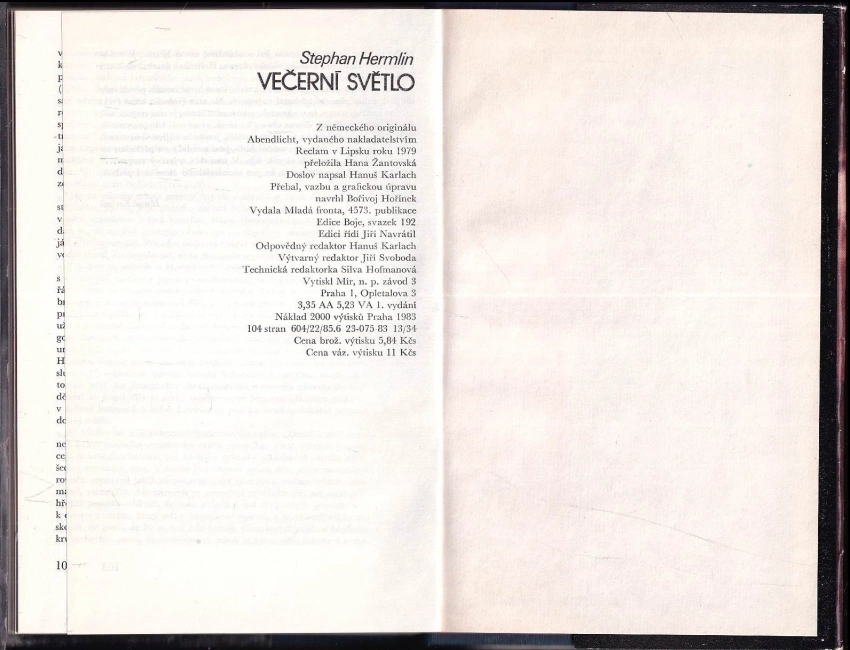 Stephan Hermlin
VEČERNÍ SVĚTLO
Z německého originálu
Abendlicht, vydaného nakladatelstvím
Reclam v Lipsku roku 1979
přeložila Hana Žantovská
Doslov napsal Hanuš Karlach
Přebal, vazbu a grafickou úpravu
navrhl Bořivoj Hořínek
Vydala Mladá fronta, 4573. publikace
Edice Boje, svazek 192
Edici řídí Jiří Navrátil
Odpovědný redaktor Hanuš Karlach
Výtvarný redaktor Jiří Svoboda
Technická redaktorka Silva Hofmanová
Vytiskl Mír, n. p. závod 3
Praha 1, Opletalova 3
3,35 AA 5,23 VA 1. vydání
Náklad 2000 výtisků Praha 1983
104 stran 604/22/85.6 23-075-83 13/34
Cena brož. výtisku 5,84 Kčs
Cena váz. výtisku 11 Kčs